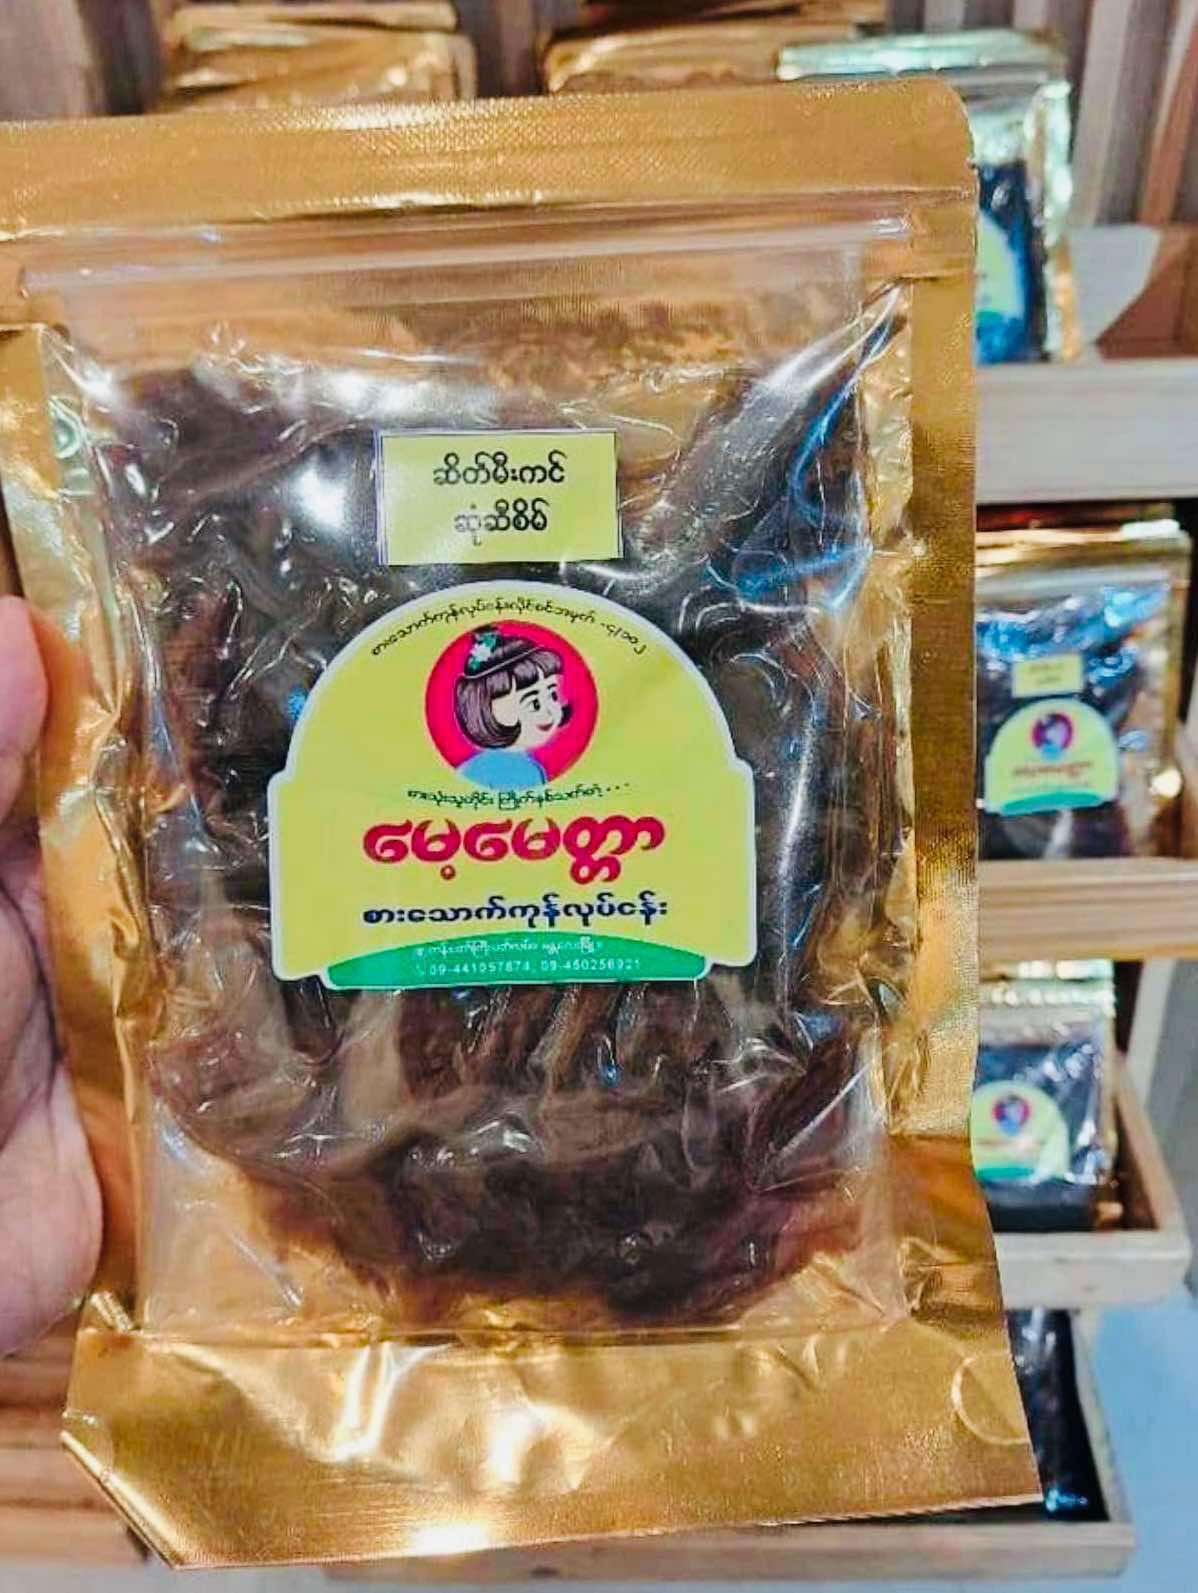 ဆိတ်မီးကင်
ဆုံဆီစိမ်
စားသောက်ကုန်လုပ်ငန်းလိုင်စင်အမှတ် -၄/၁၀၂
စားသုံးသူတိုင်း ကြိုက်နှစ်သက်တဲ့ ...
မေ့မေတ္တာ
စားသောက်ကုန်လုပ်ငန်း
09-441057874, 09-450256921